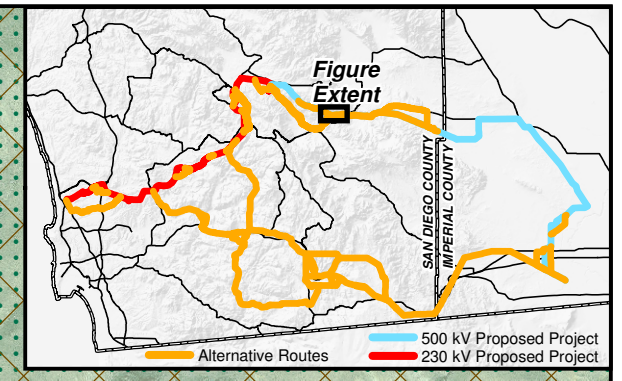 Figure
Extent
SAN DIEGO COUNTY
IMPERIAL COUNTY
500 kV Proposed Project
Alternative Routes
230 kV Proposed Project